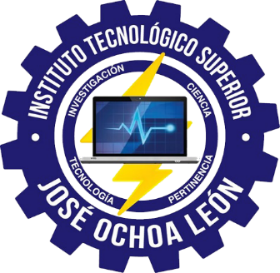 INSTITUTO TECNOLÓGICO SUPERIOR
INVESTIGACIÓN
CIENCIA
TECNOLOGÍA
PERTINENCIA
JOSÉ OCHOA LEÓN